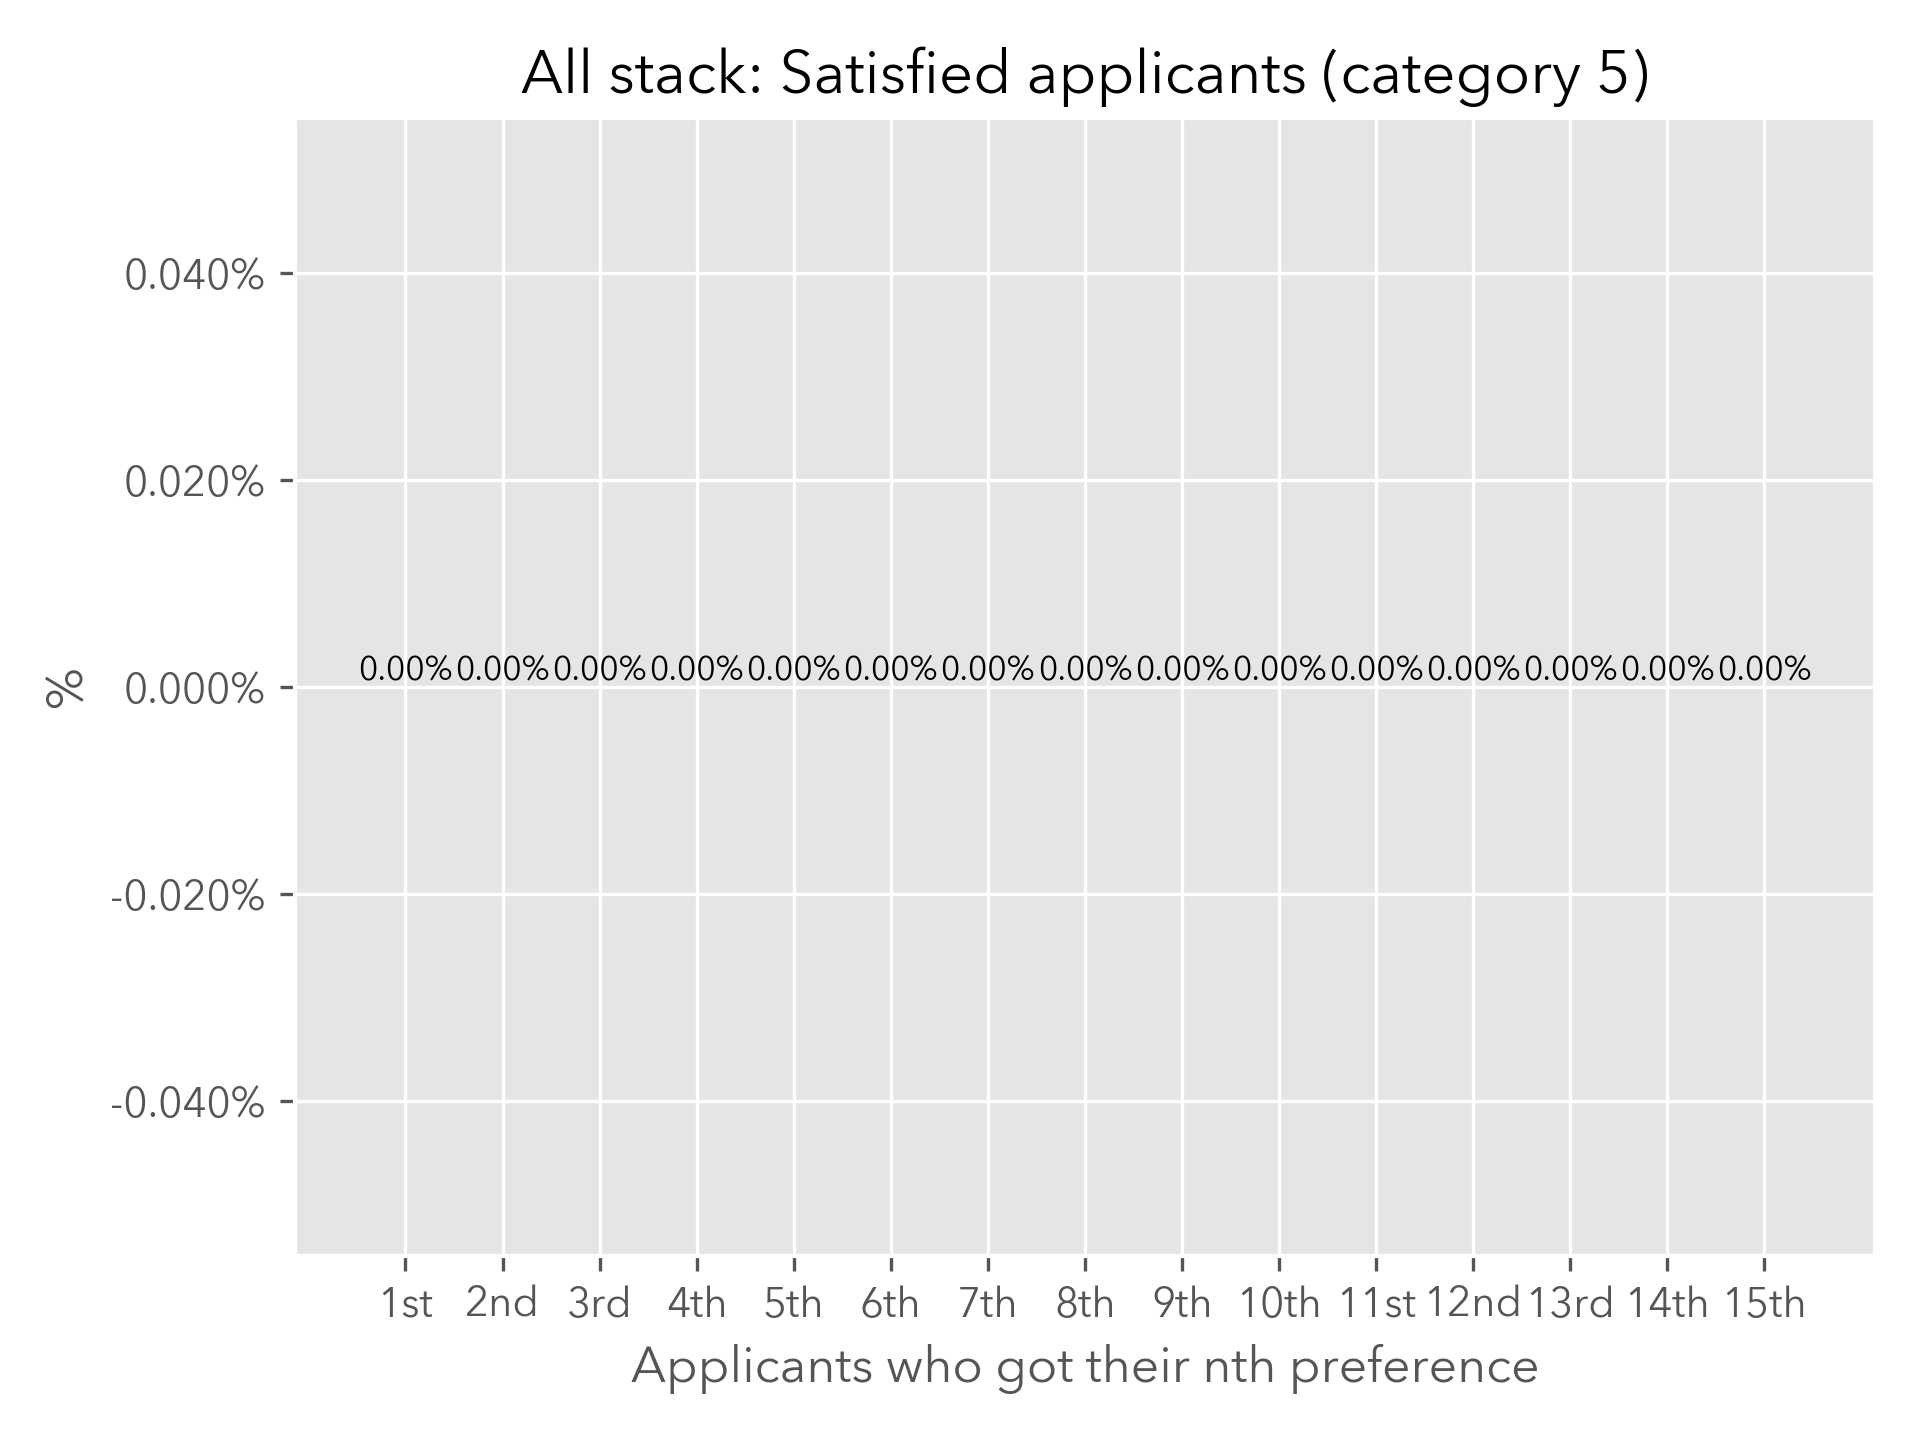 All stack: Satisfied applicants (category 5)
0.040%
0.020%
0.00% 0.00% 0.00% 0.00% 0.00% 0.00% 0.00% 0.00% 0.00% 0.00% 0.00% 0.00% 0.00% 0.00% 0.00%
% 0.000%
-0.020%
-0.040%
1st 2nd 3rd 4th 5th 6th 7th 8th 9th 10th 11st 12nd 13rd 14th 15th
Applicants who got their nth preference